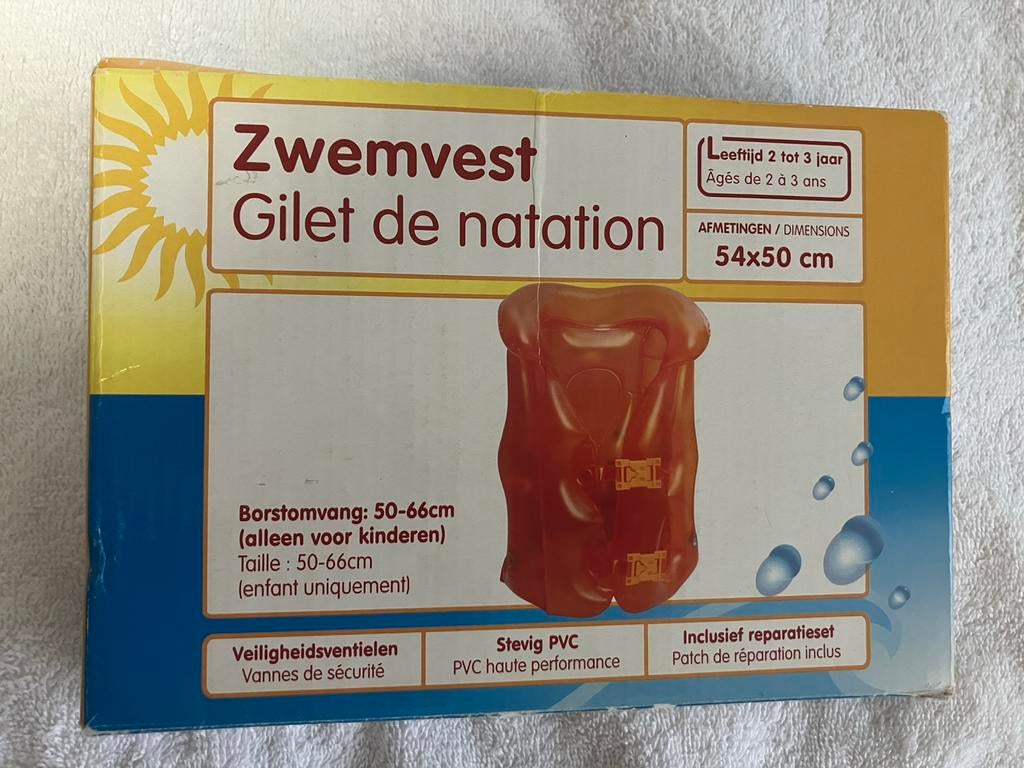 Zwemvest
Gilet de natation
Leeftijd 2 tot 3 jaar
Âgés de 2 à 3 ans
AFMETINGEN / DIMENSIONS
54x50 cm
Borstomvang: 50-66cm
(alleen voor kinderen)
Taille : 50-66cm
(enfant uniquement)
Veiligheidsventielen
Vannes de sécurité
Stevig PVC
PVC haute performance
Inclusief reparatieset
Patch de réparation inclus